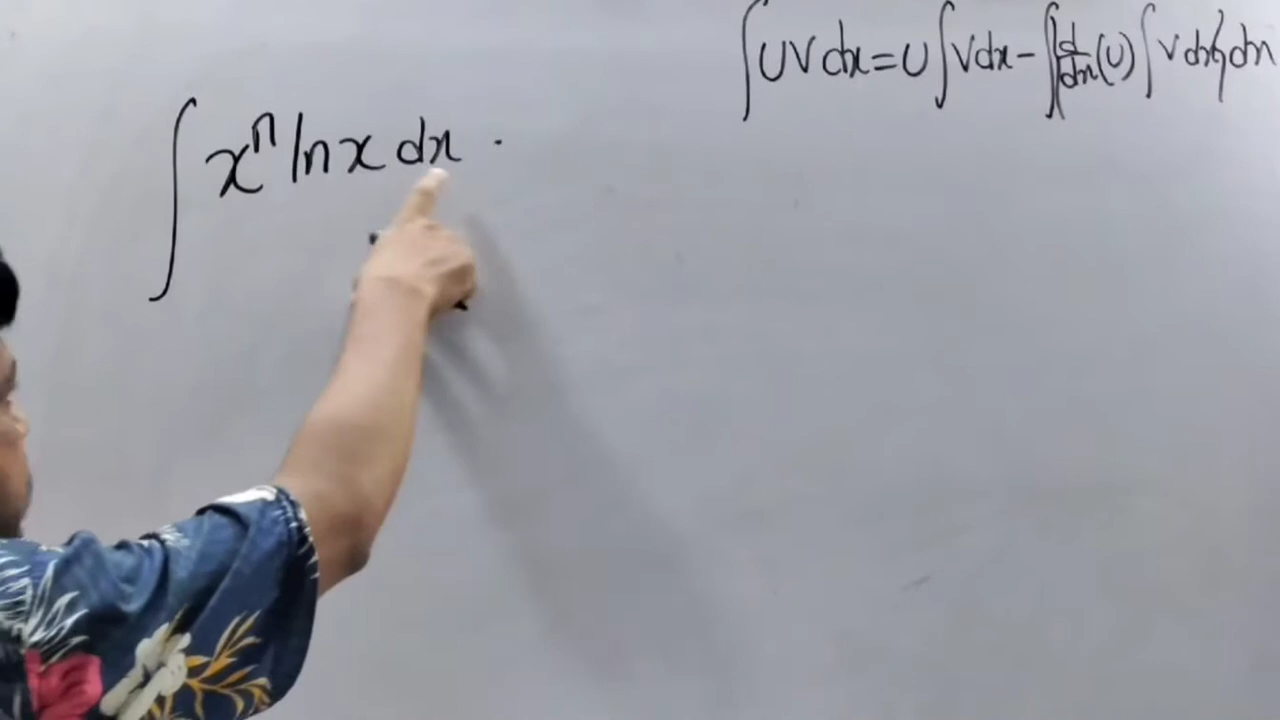 ∫UV dx = U∫V dx − ∫{d/dx (U) ∫V dx} dx
∫xⁿ ln x dx